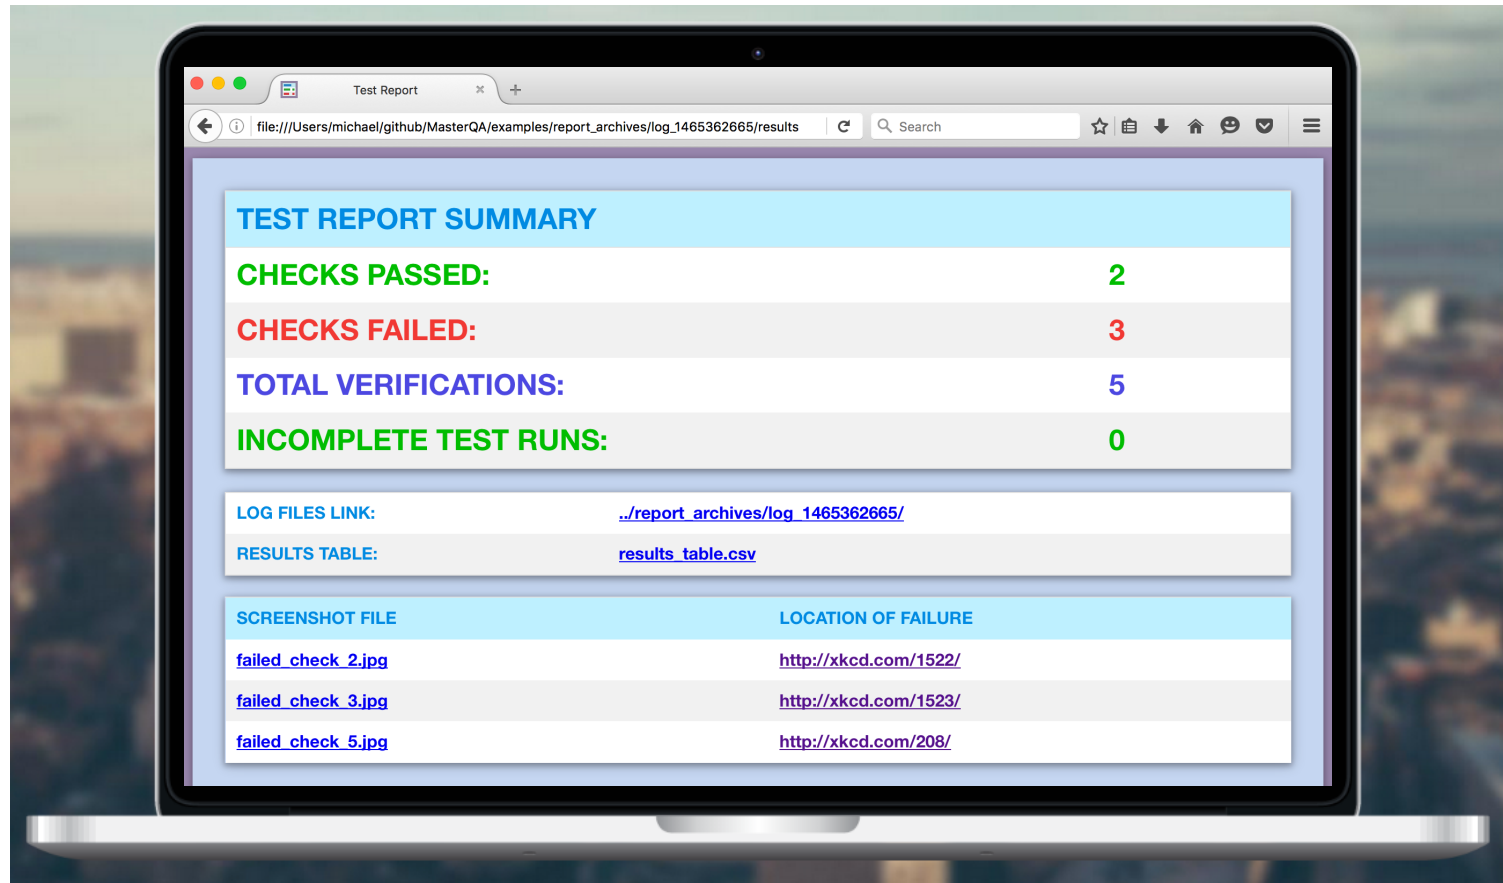 Test Report
file:///Users/michael/github/MasterQA/examples/report_archives/log_1465362665/results
Search
TEST REPORT SUMMARY
CHECKS PASSED: 2
CHECKS FAILED: 3
TOTAL VERIFICATIONS: 5
INCOMPLETE TEST RUNS: 0
LOG FILES LINK: ../report_archives/log_1465362665/
RESULTS TABLE: results_table.csv
SCREENSHOT FILE LOCATION OF FAILURE
failed_check_2.jpg http://xkcd.com/1522/
failed_check_3.jpg http://xkcd.com/1523/
failed_check_5.jpg http://xkcd.com/208/